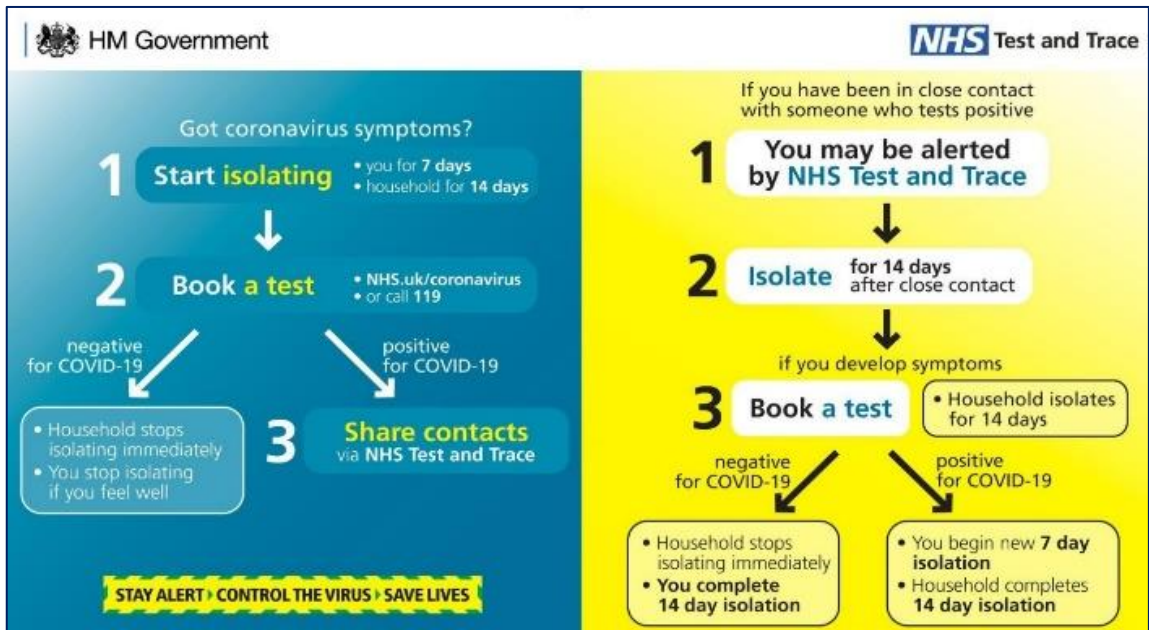 HM Government
NHS Test and Trace
Got coronavirus symptoms?
1
Start isolating
• you for 7 days
• household for 14 days
2
Book a test
• NHS.uk/coronavirus
• or call 119
negative
for COVID-19
positive
for COVID-19
• Household stops
isolating immediately
• You stop isolating
if you feel well
3
Share contacts
via NHS Test and Trace
STAY ALERT CONTROL THE VIRUS SAVE LIVES
If you have been in close contact
with someone who tests positive
1
You may be alerted
by NHS Test and Trace
2
Isolate
for 14 days
after close contact
if you develop symptoms
3
Book a test
• Household isolates
for 14 days
negative
for COVID-19
positive
for COVID-19
• Household stops
isolating immediately
• You complete
14 day isolation
• You begin new 7 day
isolation
• Household completes
14 day isolation